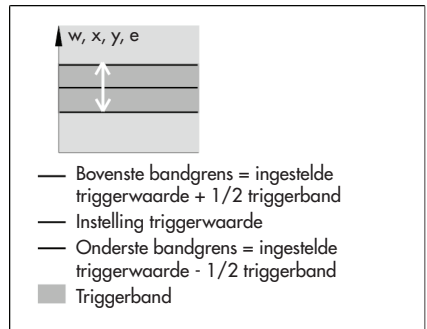 w, x, y, e
Bovenste bandgrens = ingestelde
triggerwaarde + 1/2 triggerband
Instelling triggerwaarde
Onderste bandgrens = ingestelde
triggerwaarde - 1/2 triggerband
Triggerband